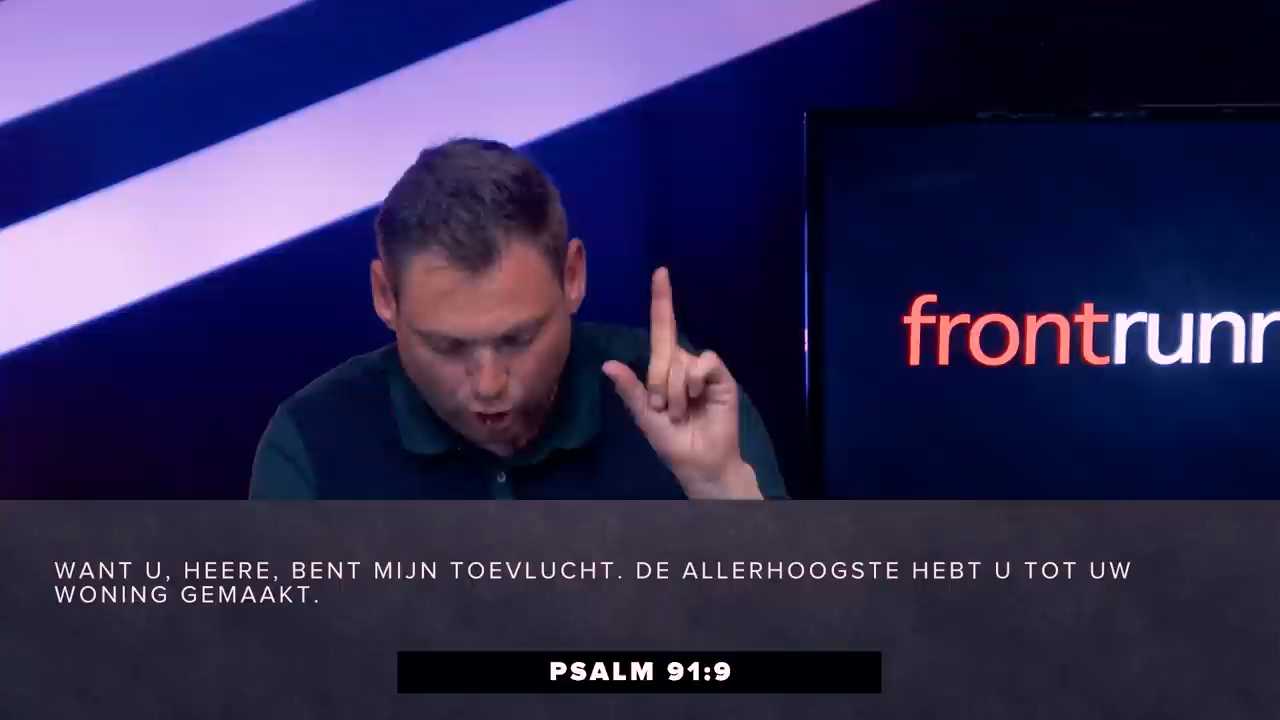 frontrunn
WANT U, HEERE, BENT MIJN TOEVLUCHT. DE ALLERHOOGSTE HEBT U TOT UW
WONING GEMAAKT.
PSALM 91:9